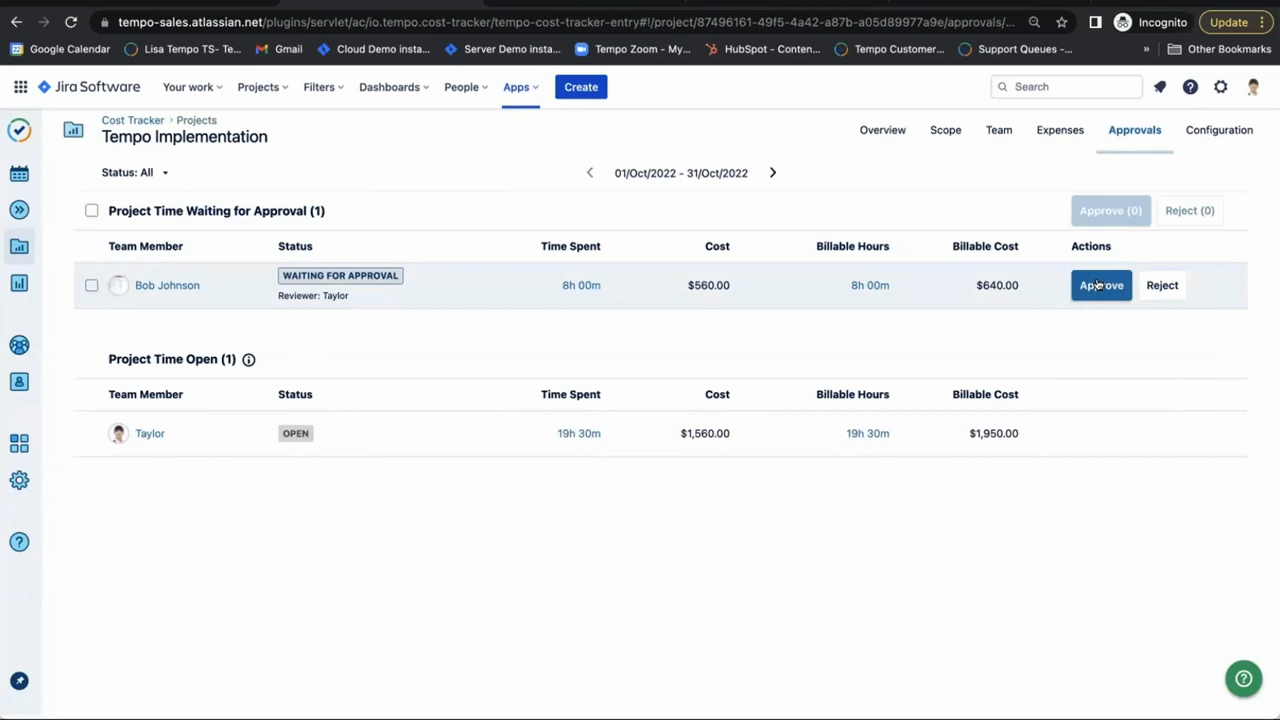 tempo-sales.atlassian.net/plugins/servlet/ac/io.tempo.cost-tracker/tempo-cost-tracker-entry#!/project/87496161-49f5-4a42-a87b-a05d89977a9e/approvals/... Incognito Update
Google Calendar Lisa Tempo TS- Te... Gmail Cloud Demo insta... Server Demo insta... Tempo Zoom - My... HubSpot - Conten... Tempo Customer... Support Queues -... » Other Bookmarks
Jira Software Your work Projects Filters Dashboards People Apps Create Search
Cost Tracker Projects
Tempo Implementation
Overview Scope Team Expenses Approvals Configuration
Status: All 01/Oct/2022 - 31/Oct/2022
Project Time Waiting for Approval (1) Approve (0) Reject (0)
Team Member Status Time Spent Cost Billable Hours Billable Cost Actions
Bob Johnson WAITING FOR APPROVAL 8h 00m $560.00 8h 00m $640.00 Approve Reject
Reviewer: Taylor
Project Time Open (1)
Team Member Status Time Spent Cost Billable Hours Billable Cost
Taylor OPEN 19h 30m $1,560.00 19h 30m $1,950.00